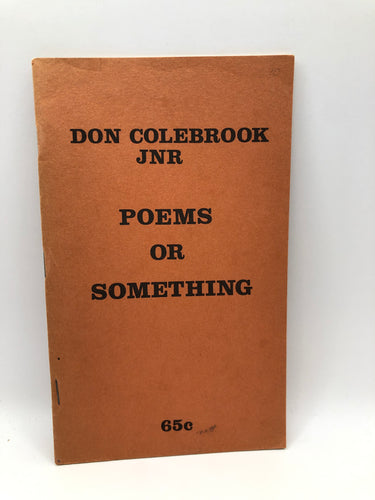 DON COLEBROOK
JNR
POEMS
OR
SOMETHING
65c